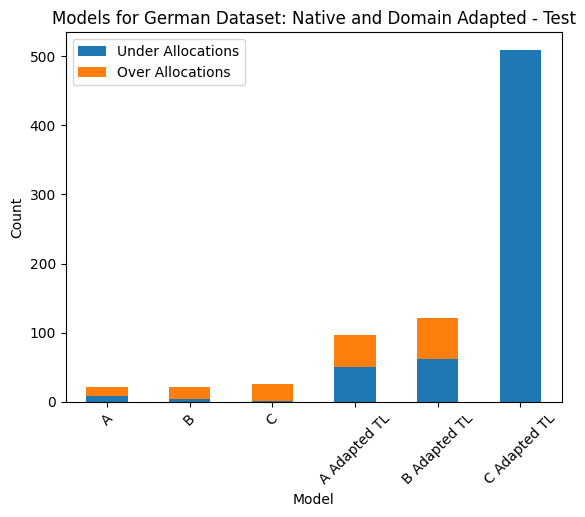 Models for German Dataset: Native and Domain Adapted - Test
Under Allocations
Over Allocations
Count
500
400
300
200
100
0
A
B
C
A Adapted TL
B Adapted TL
C Adapted TL
Model